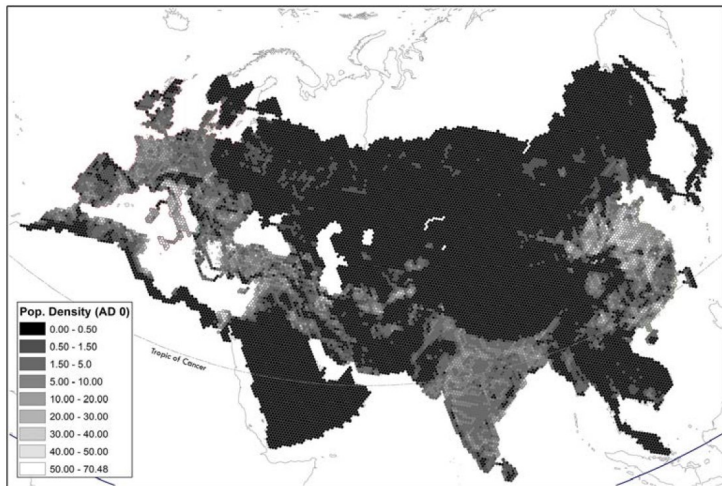 Tropic of Cancer
Pop. Density (AD 0)
0.00 - 0.50
0.50 - 1.50
1.50 - 5.0
5.00 - 10.00
10.00 - 20.00
20.00 - 30.00
30.00 - 40.00
40.00 - 50.00
50.00 - 70.48